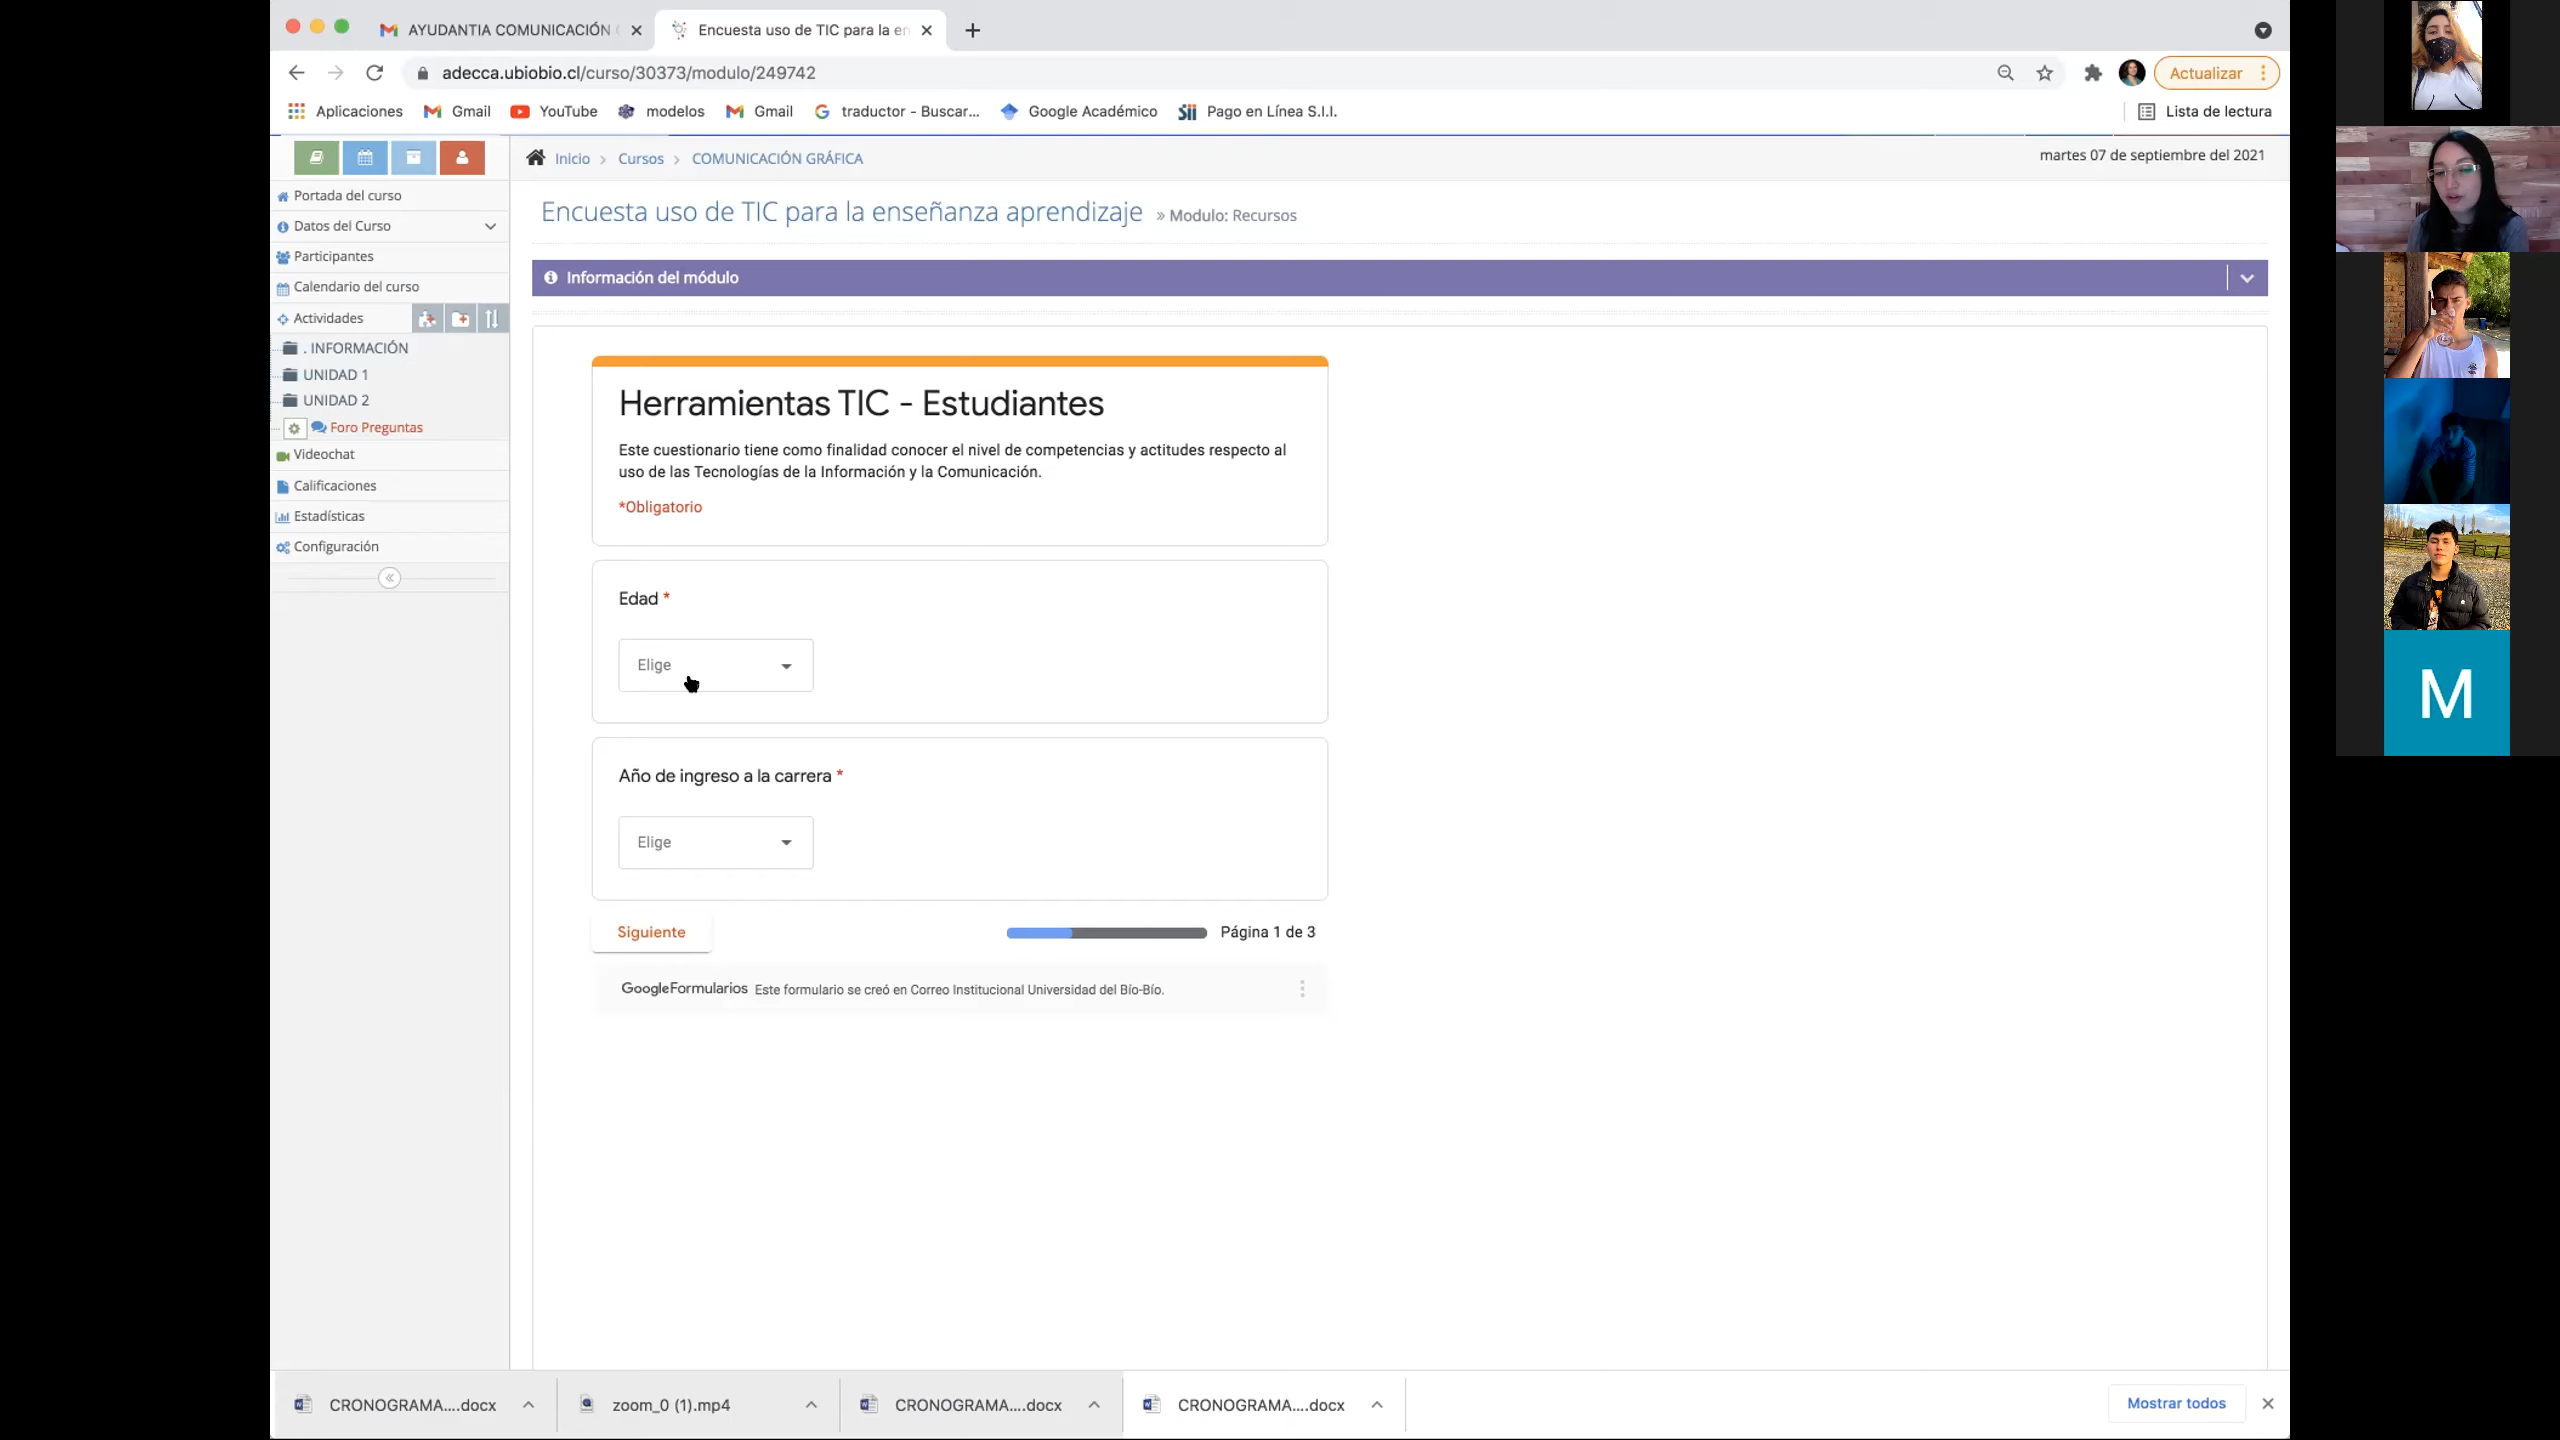 AYUDANTIA COMUNICACIÓN
Encuesta uso de TIC para la en
adecca.ubiobio.cl/curso/30373/modulo/249742
Actualizar
Aplicaciones
Gmail
YouTube
modelos
Gmail
traductor - Buscar...
Google Académico
Pago en Línea S.I.I.
Lista de lectura
Inicio > Cursos > COMUNICACIÓN GRÁFICA
martes 07 de septiembre del 2021
Portada del curso
Datos del Curso
Participantes
Calendario del curso
Actividades
. INFORMACIÓN
UNIDAD 1
UNIDAD 2
Foro Preguntas
Videochat
Calificaciones
Estadísticas
Configuración
Encuesta uso de TIC para la enseñanza aprendizaje » Modulo: Recursos
Información del módulo
Herramientas TIC - Estudiantes
Este cuestionario tiene como finalidad conocer el nivel de competencias y actitudes respecto al
uso de las Tecnologías de la Información y la Comunicación.
*Obligatorio
Edad *
Elige
Año de ingreso a la carrera *
Elige
Siguiente
Página 1 de 3
GoogleFormularios Este formulario se creó en Correo Institucional Universidad del Bío-Bío.
CRONOGRAMA....docx
zoom_0 (1).mp4
CRONOGRAMA....docx
CRONOGRAMA....docx
Mostrar todos
M